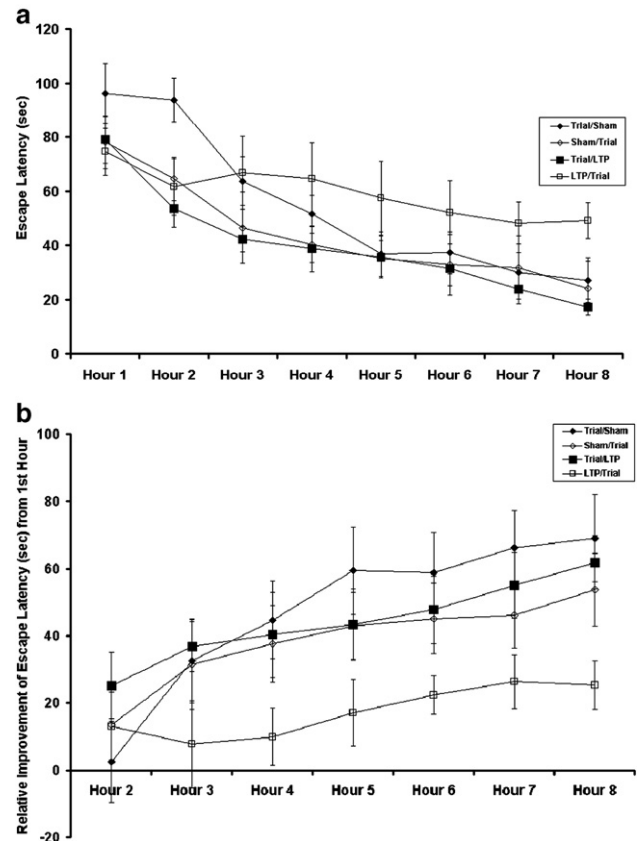 a
120
100
80
60
40
20
0
Escape Latency (sec)
Trial/Sham
Sham/Trial
Trial/LTP
LTP/Trial
Hour 1 Hour 2 Hour 3 Hour 4 Hour 5 Hour 6 Hour 7 Hour 8
b
100
80
60
40
20
0
-20
Relative Improvement of Escape Latency (sec) from 1st Hour
Trial/Sham
Sham/Trial
Trial/LTP
LTP/Trial
Hour 2 Hour 3 Hour 4 Hour 5 Hour 6 Hour 7 Hour 8